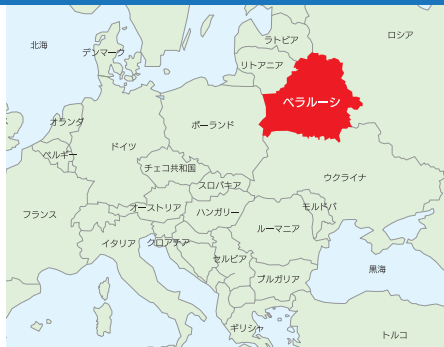 ロシア
ラトビア
北海
デンマーク
リトアニア
ベラルーシ
オランダ
ポーランド
ドイツ
ベルギー
チェコ共和国
ウクライナ
スロバキア
モルドバ
オーストリア
ハンガリー
フランス
ルーマニア
イタリア
クロアチア
セルビア
黒海
ブルガリア
ギリシャ
トルコ